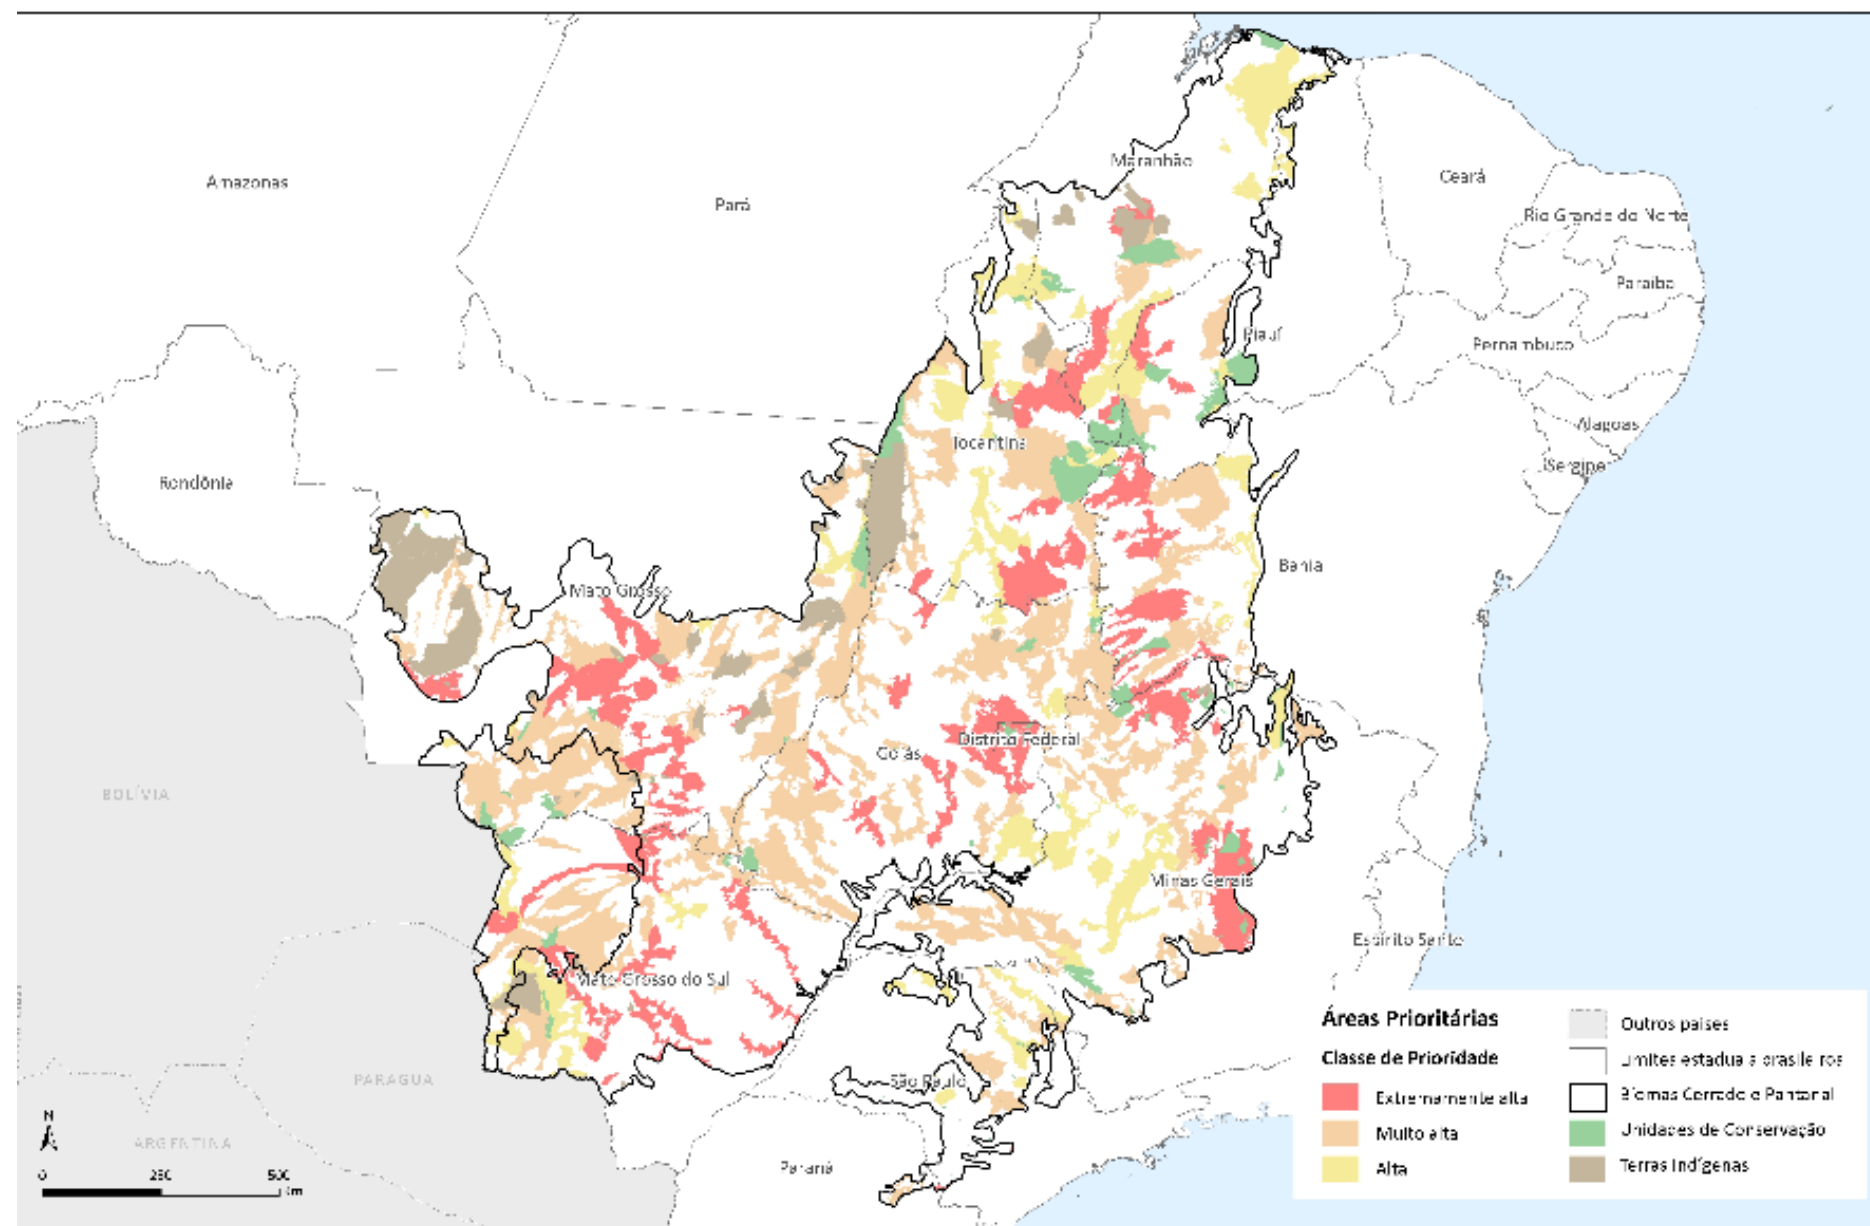 Maranhão
Amazonas
Pará
Ceará
Rio Grande do Norte
Paraíba
Piauí
Pernambuco
Alagoas
Sergipe
Tocantins
Rondônia
Bahia
Mato Grosso
Distrito Federal
Goiás
BOLÍVIA
Minas Gerais
Espírito Santo
Mato Grosso do Sul
São Paulo
PARAGUA
ARGENTINA
Paraná
N
0 250 500
Km
Áreas Prioritárias
Classe de Prioridade
Extremamente alta
Muito alta
Alta
Outros países
Limites estaduais brasileiros
Biomas Cerrado e Pantanal
Unidades de Conservação
Terras Indígenas